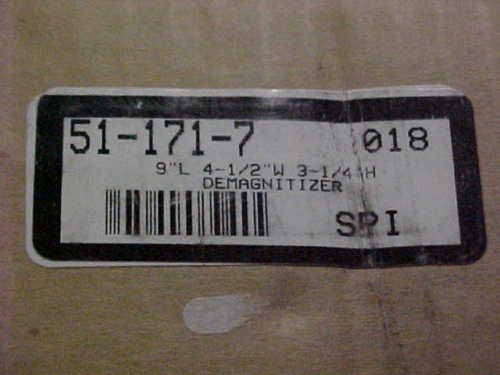 51-171-7 018
9"L 4-1/2"W 3-1/4"H
DEMAGNITIZER
SPI